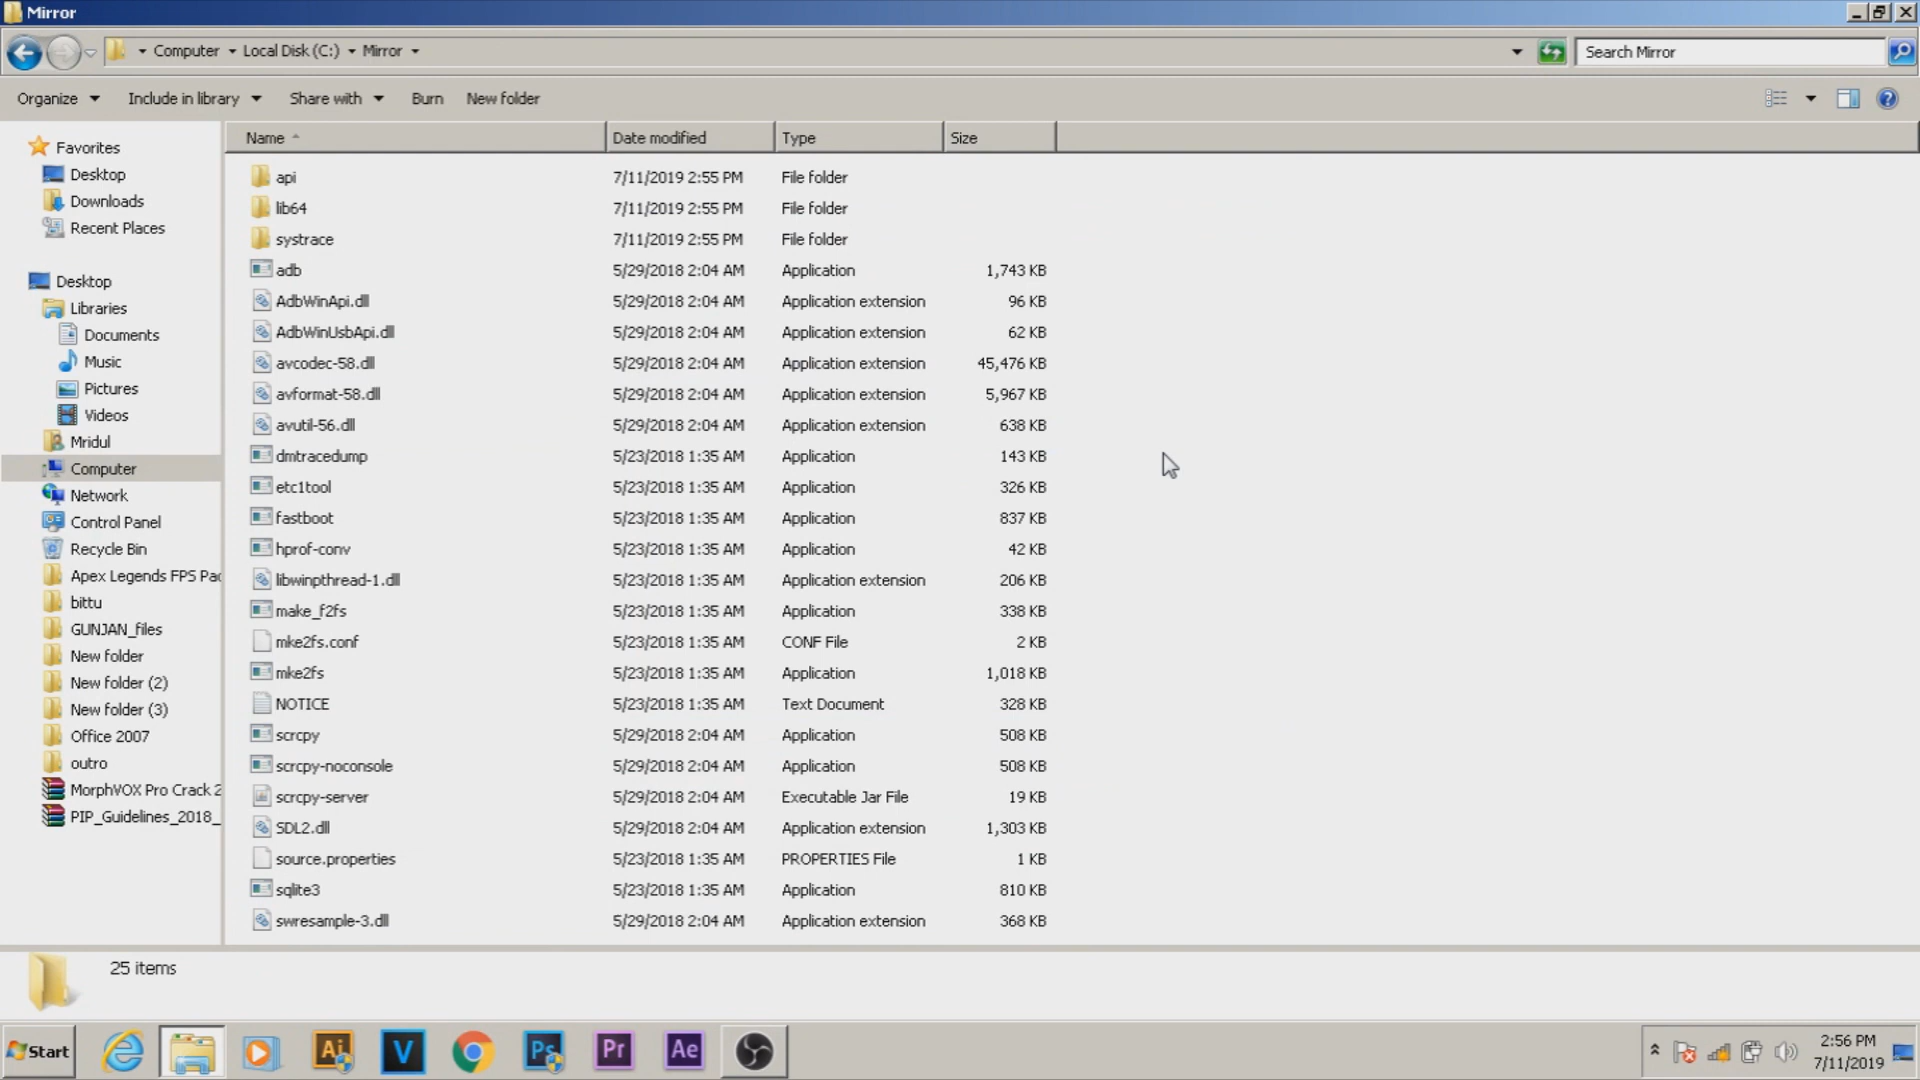 Mirror
Computer Local Disk (C:) Mirror
Search Mirror
Organize Include in library Share with Burn New folder
Name Date modified Type Size
Favorites
Desktop
Downloads
Recent Places
Desktop
Libraries
Documents
Music
Pictures
Videos
Mridul
Computer
Network
Control Panel
Recycle Bin
Apex Legends FPS Pac
bittu
GUNJAN_files
New folder
New folder (2)
New folder (3)
Office 2007
outro
MorphVOX Pro Crack 2
PIP_Guidelines_2018_
api 7/11/2019 2:55 PM File folder
lib64 7/11/2019 2:55 PM File folder
systrace 7/11/2019 2:55 PM File folder
adb 5/29/2018 2:04 AM Application 1,743 KB
AdbWinApi.dll 5/29/2018 2:04 AM Application extension 96 KB
AdbWinUsbApi.dll 5/29/2018 2:04 AM Application extension 62 KB
avcodec-58.dll 5/29/2018 2:04 AM Application extension 45,476 KB
avformat-58.dll 5/29/2018 2:04 AM Application extension 5,967 KB
avutil-56.dll 5/29/2018 2:04 AM Application extension 638 KB
dmtracedump 5/23/2018 1:35 AM Application 143 KB
etc1tool 5/23/2018 1:35 AM Application 326 KB
fastboot 5/23/2018 1:35 AM Application 837 KB
hprof-conv 5/23/2018 1:35 AM Application 42 KB
libwinpthread-1.dll 5/23/2018 1:35 AM Application extension 206 KB
make_f2fs 5/23/2018 1:35 AM Application 338 KB
mke2fs.conf 5/23/2018 1:35 AM CONF File 2 KB
mke2fs 5/23/2018 1:35 AM Application 1,018 KB
NOTICE 5/23/2018 1:35 AM Text Document 328 KB
scrcpy 5/29/2018 2:04 AM Application 508 KB
scrcpy-noconsole 5/29/2018 2:04 AM Application 508 KB
scrcpy-server 5/29/2018 2:04 AM Executable Jar File 19 KB
SDL2.dll 5/29/2018 2:04 AM Application extension 1,303 KB
source.properties 5/23/2018 1:35 AM PROPERTIES File 1 KB
sqlite3 5/23/2018 1:35 AM Application 810 KB
swresample-3.dll 5/29/2018 2:04 AM Application extension 368 KB
25 items
Start
Ai
V
Ps
Pr
Ae
2:56 PM
7/11/2019